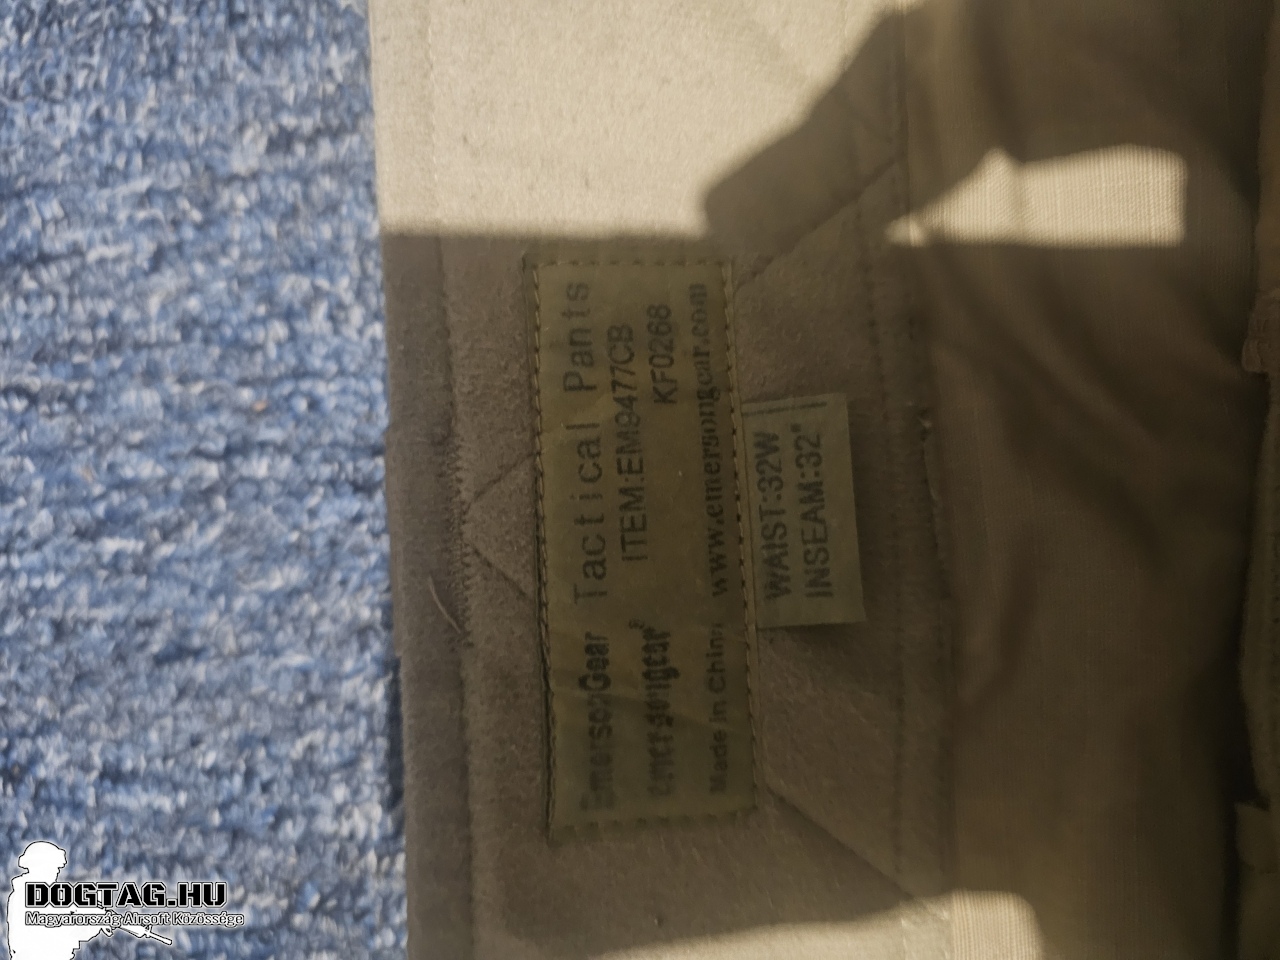 EmersonGear Tactical Pants
ITEM:EM9477CB
emersongear®
KF0268
Made in China www.emersongear.com
WAIST:32W
INSEAM:32"
DOGTAG.HU
Magyarország Airsoft Közössége